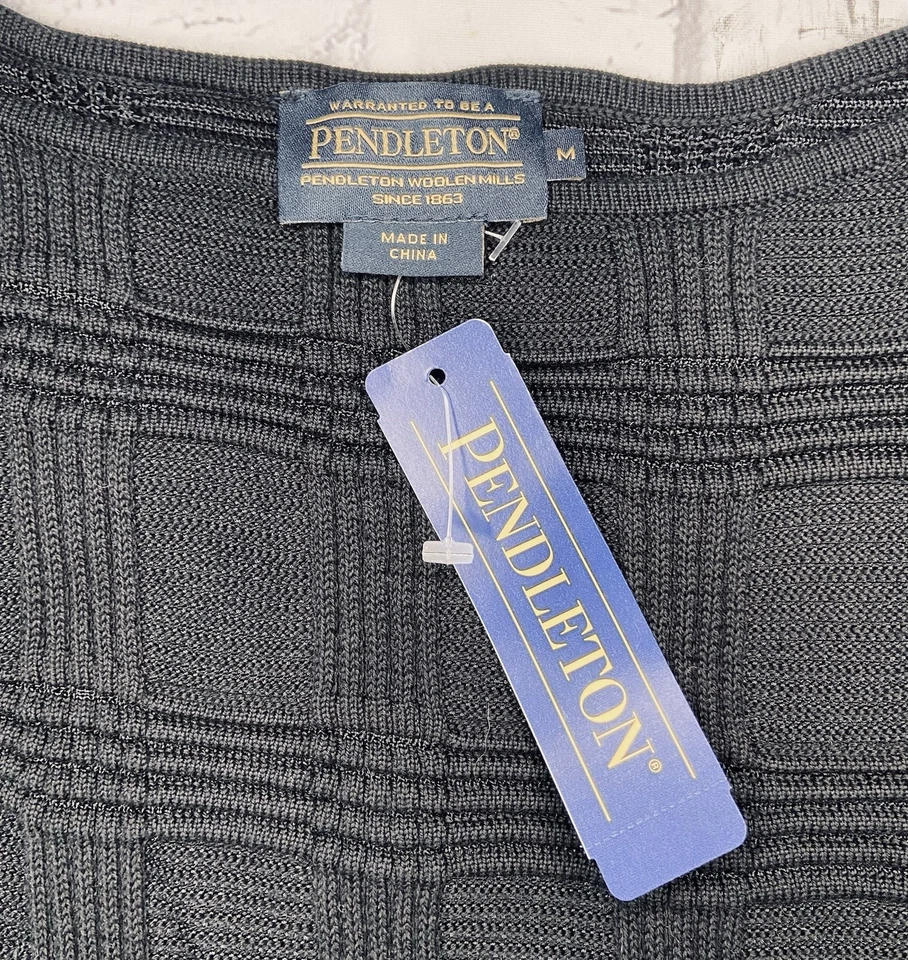 WARRANTED TO BE A
PENDLETON®
PENDLETON WOOLEN MILLS
SINCE 1863
M
MADE IN
CHINA
PENDLETON®